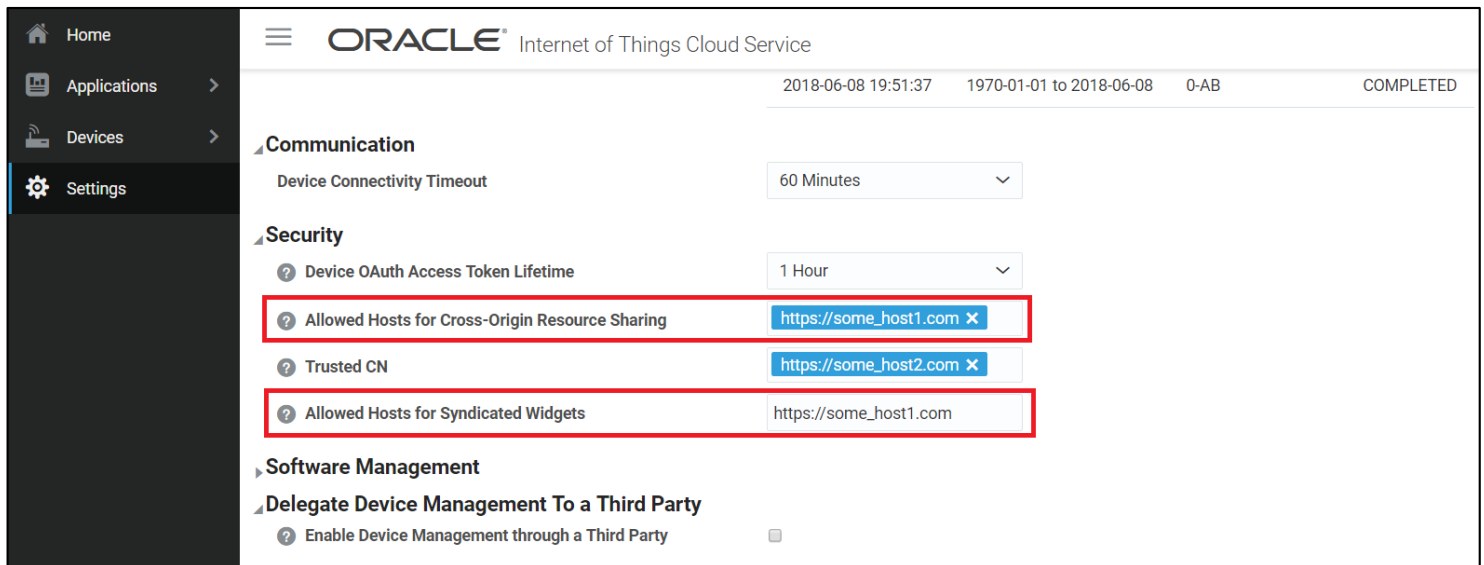 Home
ORACLE® Internet of Things Cloud Service
Applications
2018-06-08 19:51:37 1970-01-01 to 2018-06-08 0-AB COMPLETED
Devices
Communication
Settings
Device Connectivity Timeout 60 Minutes
Security
Device OAuth Access Token Lifetime 1 Hour
Allowed Hosts for Cross-Origin Resource Sharing https://some_host1.com
Trusted CN https://some_host2.com
Allowed Hosts for Syndicated Widgets https://some_host1.com
Software Management
Delegate Device Management To a Third Party
Enable Device Management through a Third Party